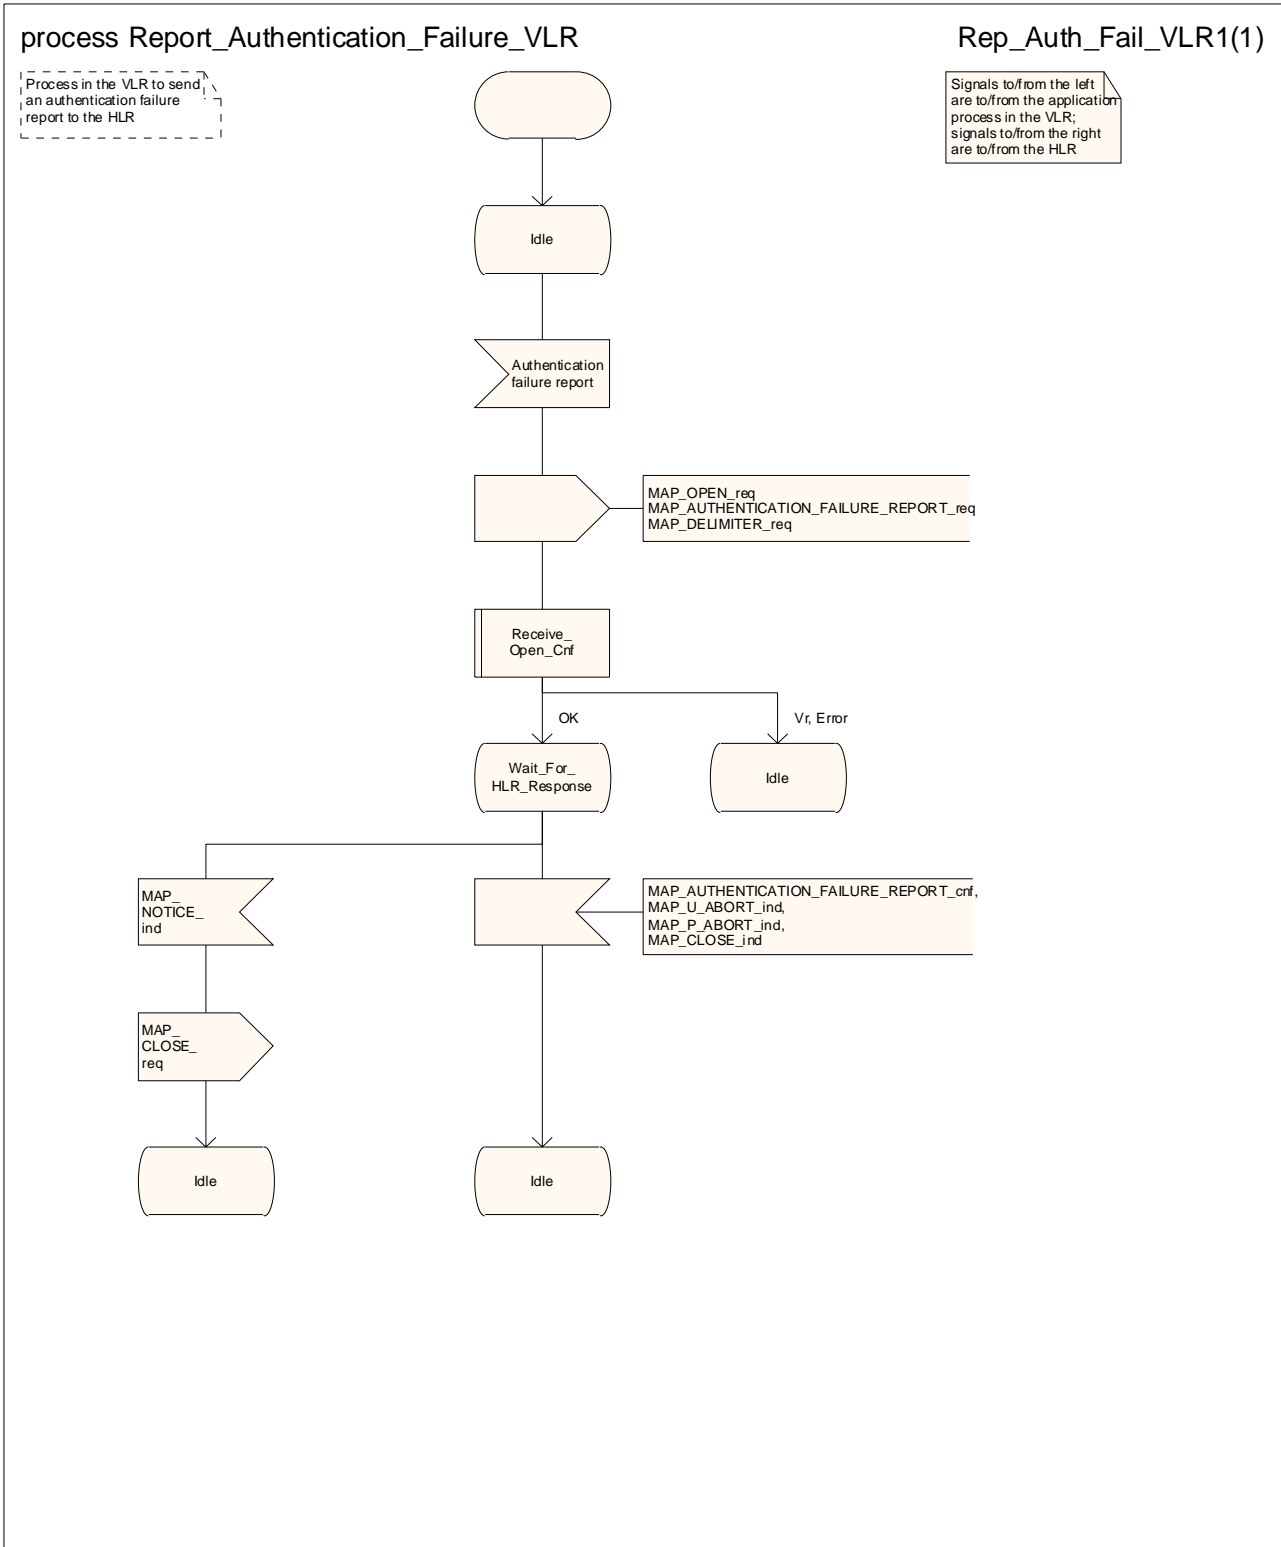 process Report_Authentication_Failure_VLR
Rep_Auth_Fail_VLR1(1)
Process in the VLR to send
an authentication failure
report to the HLR
Signals to/from the left
are to/from the application
process in the VLR;
signals to/from the right
are to/from the HLR
Idle
Authentication
failure report
MAP_OPEN_req
MAP_AUTHENTICATION_FAILURE_REPORT_req
MAP_DELIMITER_req
Receive_
Open_Cnf
OK
Vr, Error
Wait_For_
HLR_Response
Idle
MAP_
NOTICE_
ind
MAP_AUTHENTICATION_FAILURE_REPORT_cnf,
MAP_U_ABORT_ind,
MAP_P_ABORT_ind,
MAP_CLOSE_ind
MAP_
CLOSE_
req
Idle
Idle